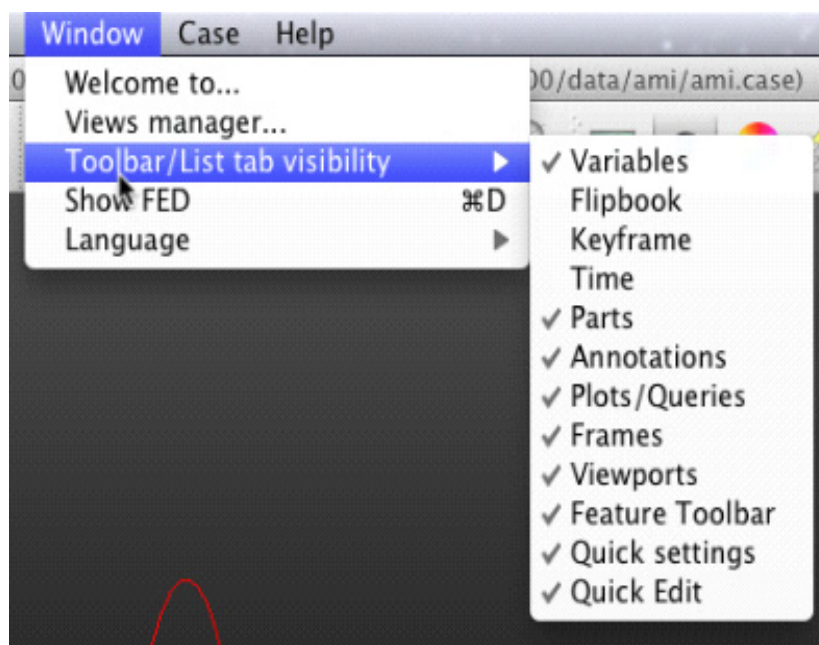 Window Case Help
Welcome to...
00/data/ami/ami.case)
Views manager...
Toolbar/List tab visibility
Show FED ⌘D
Language
✓ Variables
Flipbook
Keyframe
Time
✓ Parts
✓ Annotations
✓ Plots/Queries
✓ Frames
✓ Viewports
✓ Feature Toolbar
✓ Quick settings
✓ Quick Edit